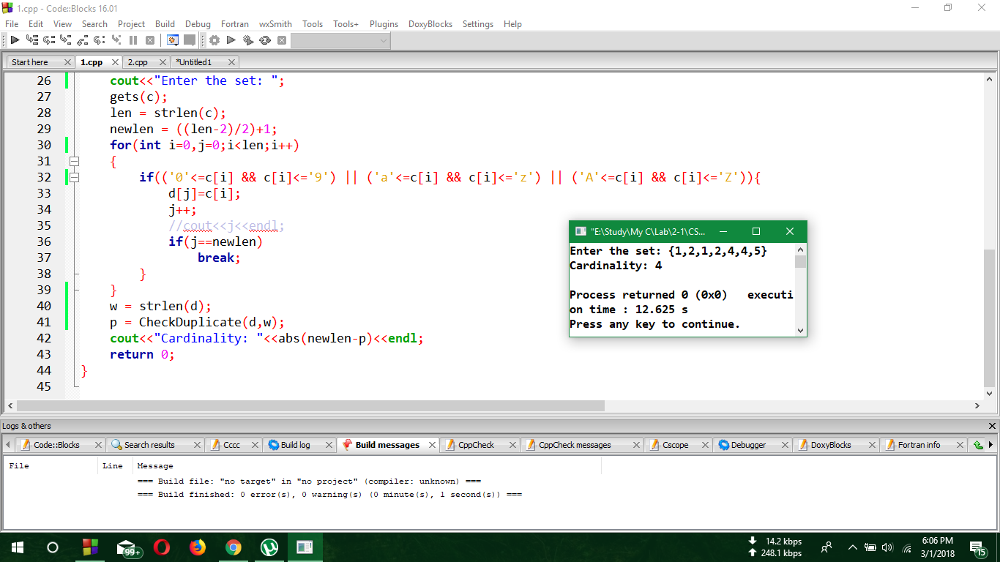 1.cpp - Code::Blocks 16.01
File Edit View Search Project Build Debug Fortran wxSmith Tools Tools+ Plugins DoxyBlocks Settings Help
Start here 1.cpp 2.cpp *Untitled1
26 cout<<"Enter the set: ";
27 gets(c);
28 len = strlen(c);
29 newlen = ((len-2)/2)+1;
30 for(int i=0,j=0;i<len;i++)
31 {
32 if(('0'<=c[i] && c[i]<='9') || ('a'<=c[i] && c[i]<='z') || ('A'<=c[i] && c[i]<='Z')){
33 d[j]=c[i];
34 j++;
35 //cout<<j<<endl;
36 if(j==newlen)
37 break;
38 }
39 }
40 w = strlen(d);
41 p = CheckDuplicate(d,w);
42 cout<<"Cardinality: "<<abs(newlen-p)<<endl;
43 return 0;
44 }
45
"E:\Study\My C\Lab\2-1\CS...
Enter the set: {1,2,1,2,4,4,5}
Cardinality: 4
Process returned 0 (0x0) executi
on time : 12.625 s
Press any key to continue.
Logs & others
Code::Blocks Search results Cccc Build log Build messages CppCheck CppCheck messages Cscope Debugger DoxyBlocks Fortran info
File Line Message
=== Build file: "no target" in "no project" (compiler: unknown) ===
=== Build finished: 0 error(s), 0 warning(s) (0 minute(s), 1 second(s)) ===
99+
14.2 kbps
248.1 kbps
6:06 PM
3/1/2018
15